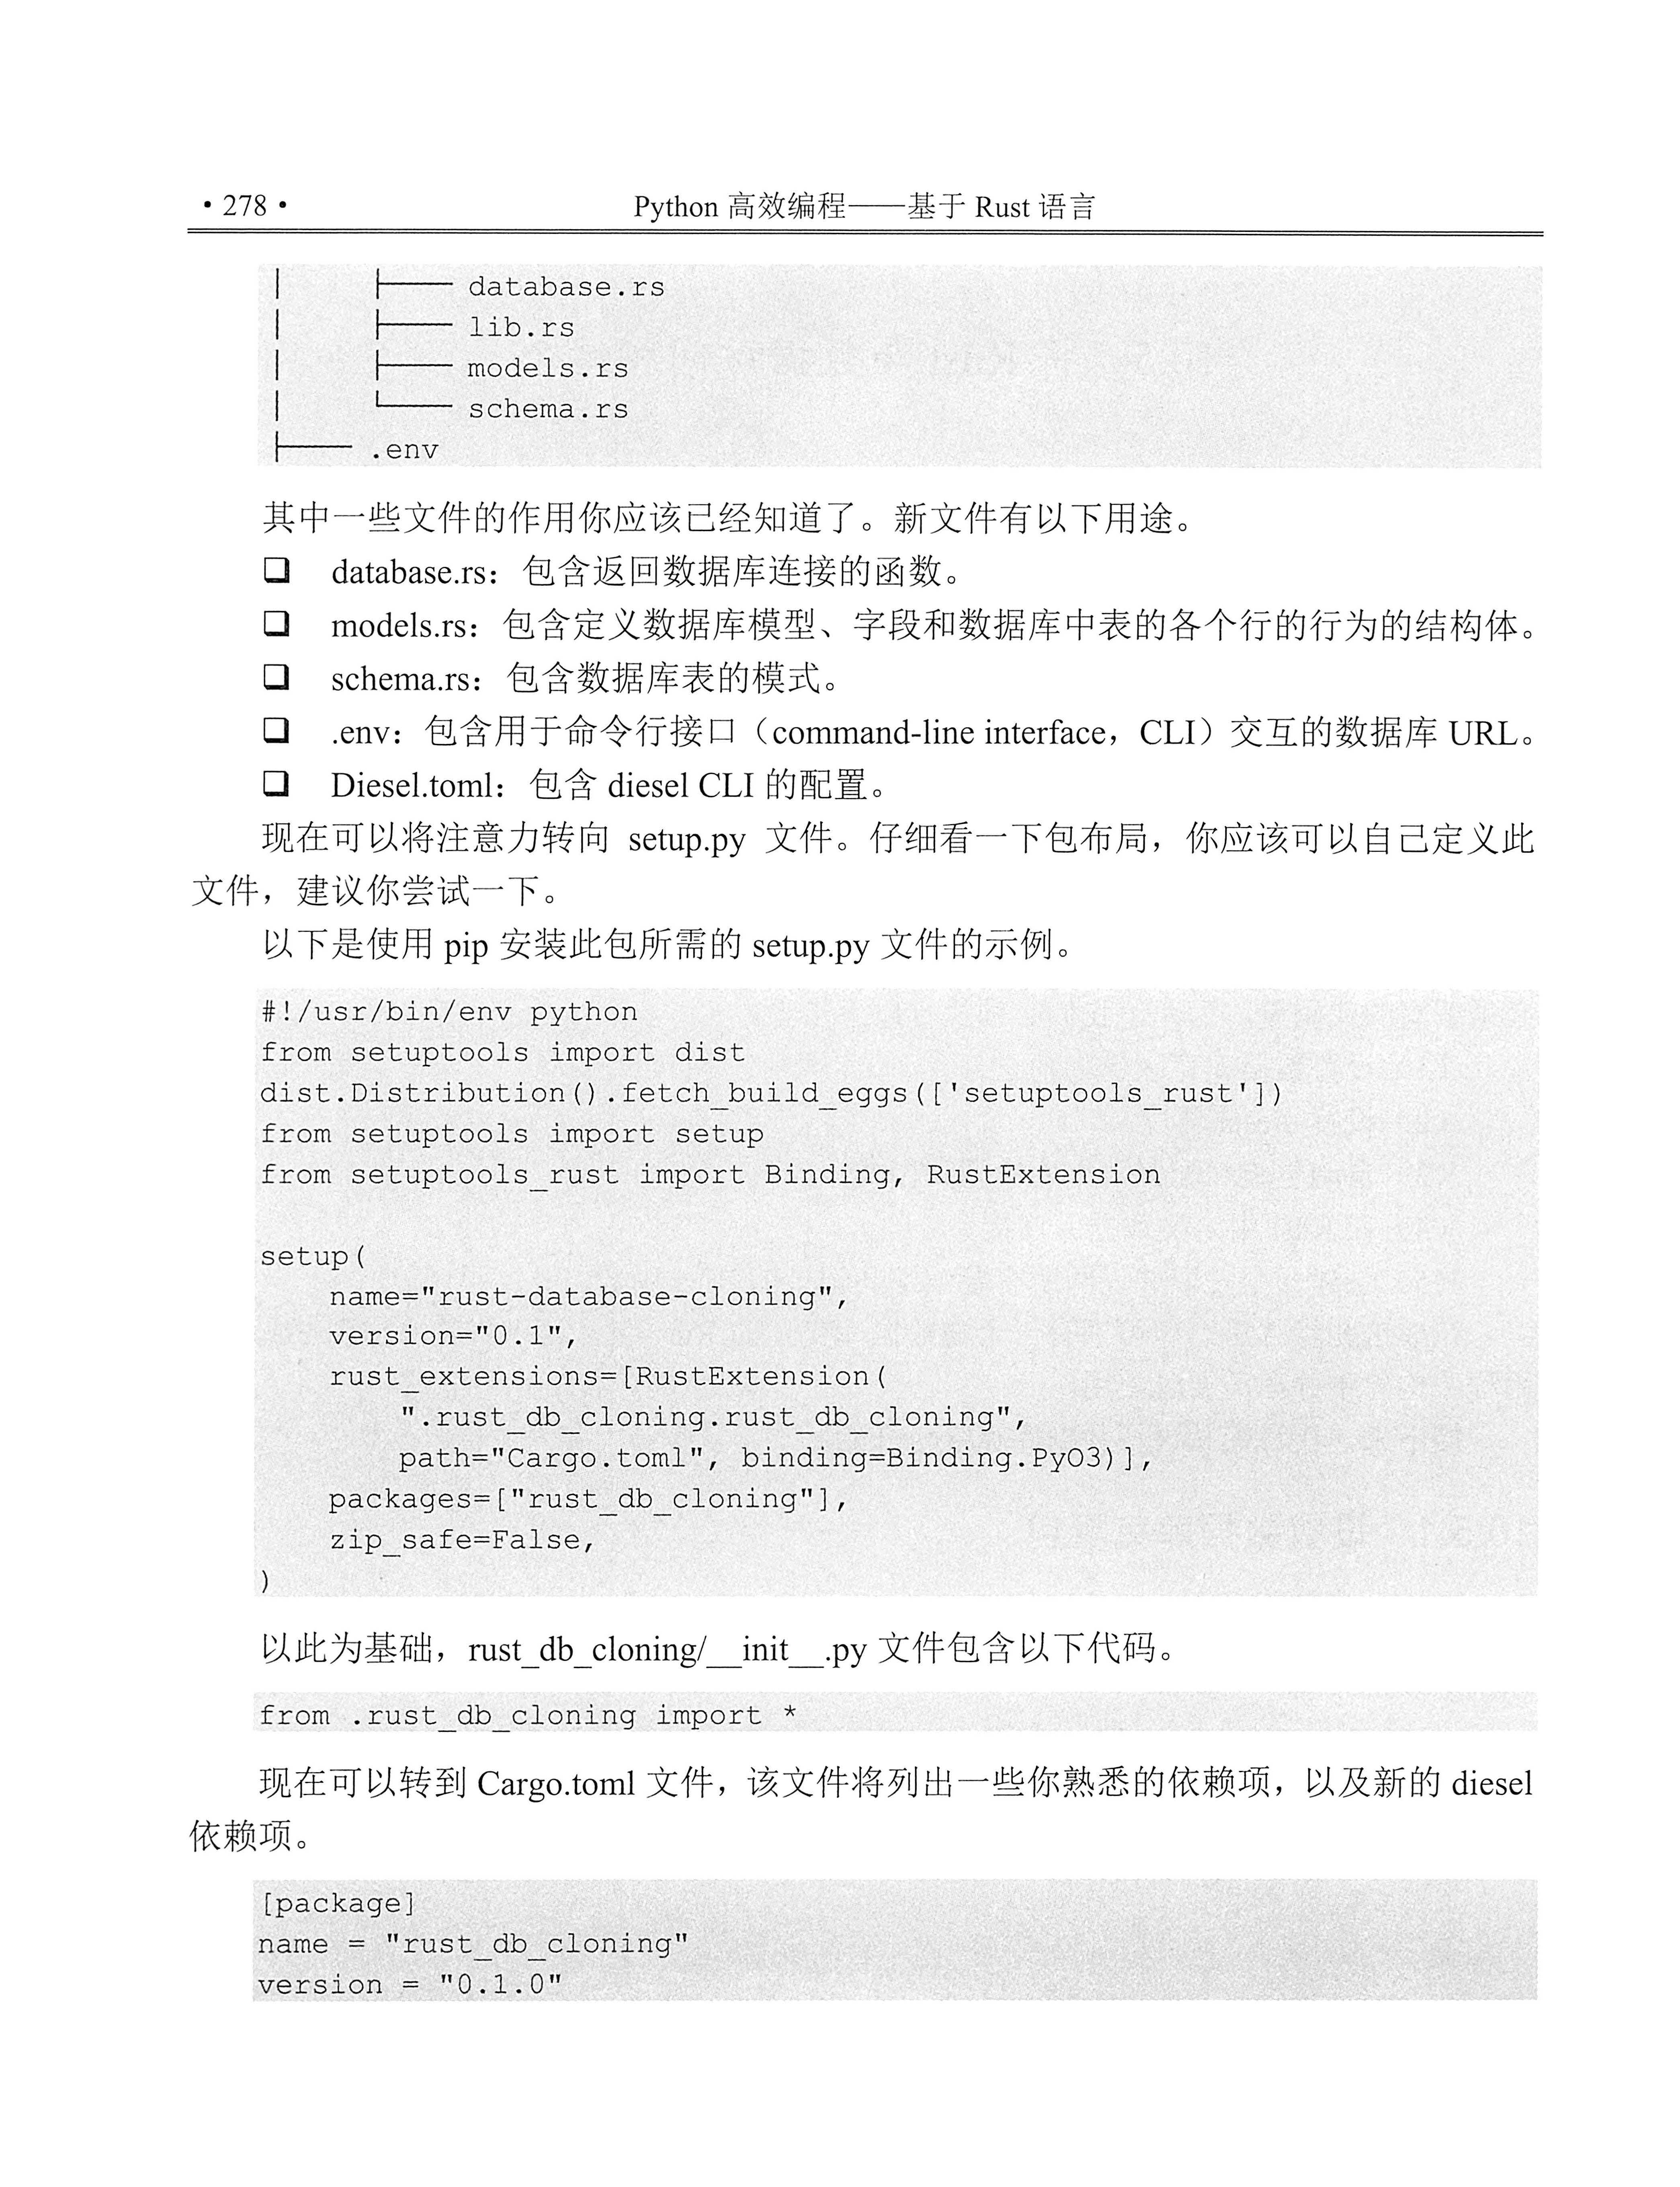 • 278 •
Python 高效编程——基于 Rust 语言
│     ├──── database.rs
│     ├──── lib.rs
│     ├──── models.rs
│     └──── schema.rs
├──── .env
其中一些文件的作用你应该已经知道了。新文件有以下用途。
❑ database.rs：包含返回数据库连接的函数。
❑ models.rs：包含定义数据库模型、字段和数据库中表的各个行的行为的结构体。
❑ schema.rs：包含数据库表的模式。
❑ .env：包含用于命令行接口（command-line interface，CLI）交互的数据库 URL。
❑ Diesel.toml：包含 diesel CLI 的配置。
现在可以将注意力转向 setup.py 文件。仔细看一下包布局，你应该可以自己定义此
文件，建议你尝试一下。
以下是使用 pip 安装此包所需的 setup.py 文件的示例。
#!/usr/bin/env python
from setuptools import dist
dist.Distribution().fetch_build_eggs(['setuptools_rust'])
from setuptools import setup
from setuptools_rust import Binding, RustExtension
setup(
    name="rust-database-cloning",
    version="0.1",
    rust_extensions=[RustExtension(
        ".rust_db_cloning.rust_db_cloning",
        path="Cargo.toml", binding=Binding.PyO3)],
    packages=["rust_db_cloning"],
    zip_safe=False,
)
以此为基础，rust_db_cloning/__init__.py 文件包含以下代码。
from .rust_db_cloning import *
现在可以转到 Cargo.toml 文件，该文件将列出一些你熟悉的依赖项，以及新的 diesel
依赖项。
[package]
name = "rust_db_cloning"
version = "0.1.0"